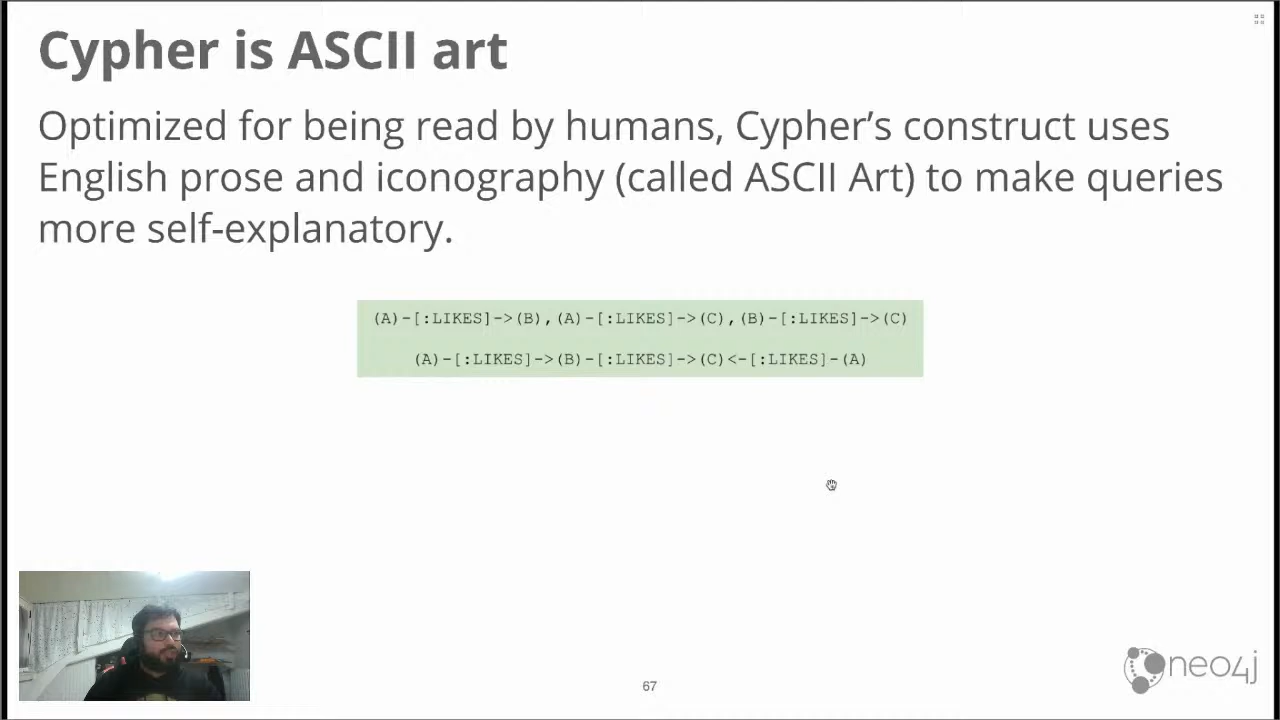 Cypher is ASCII art
Optimized for being read by humans, Cypher’s construct uses
English prose and iconography (called ASCII Art) to make queries
more self-explanatory.
(A)-[:LIKES]->(B),(A)-[:LIKES]->(C),(B)-[:LIKES]->(C)
(A)-[:LIKES]->(B)-[:LIKES]->(C)<-[:LIKES]-(A)
neo4j
67